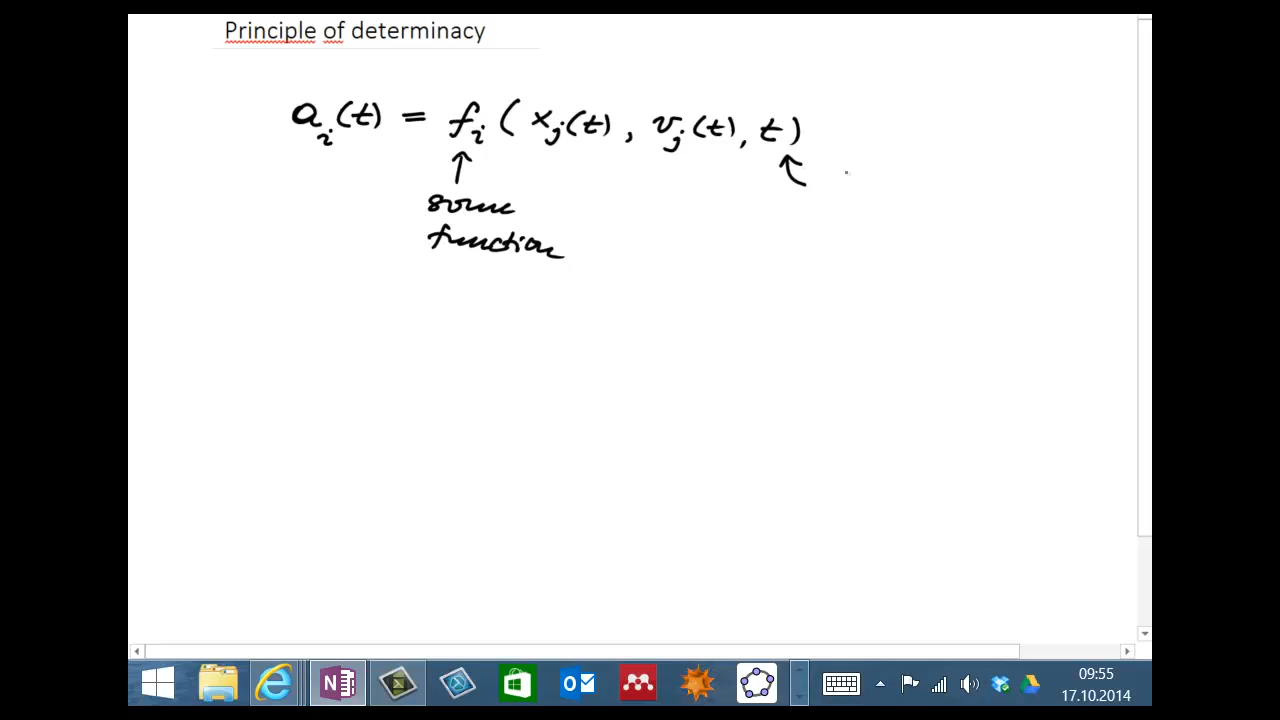 Principle of determinacy
a_i(t) = f_i ( x_j(t), v_j(t), t)
some
function
09:55
17.10.2014